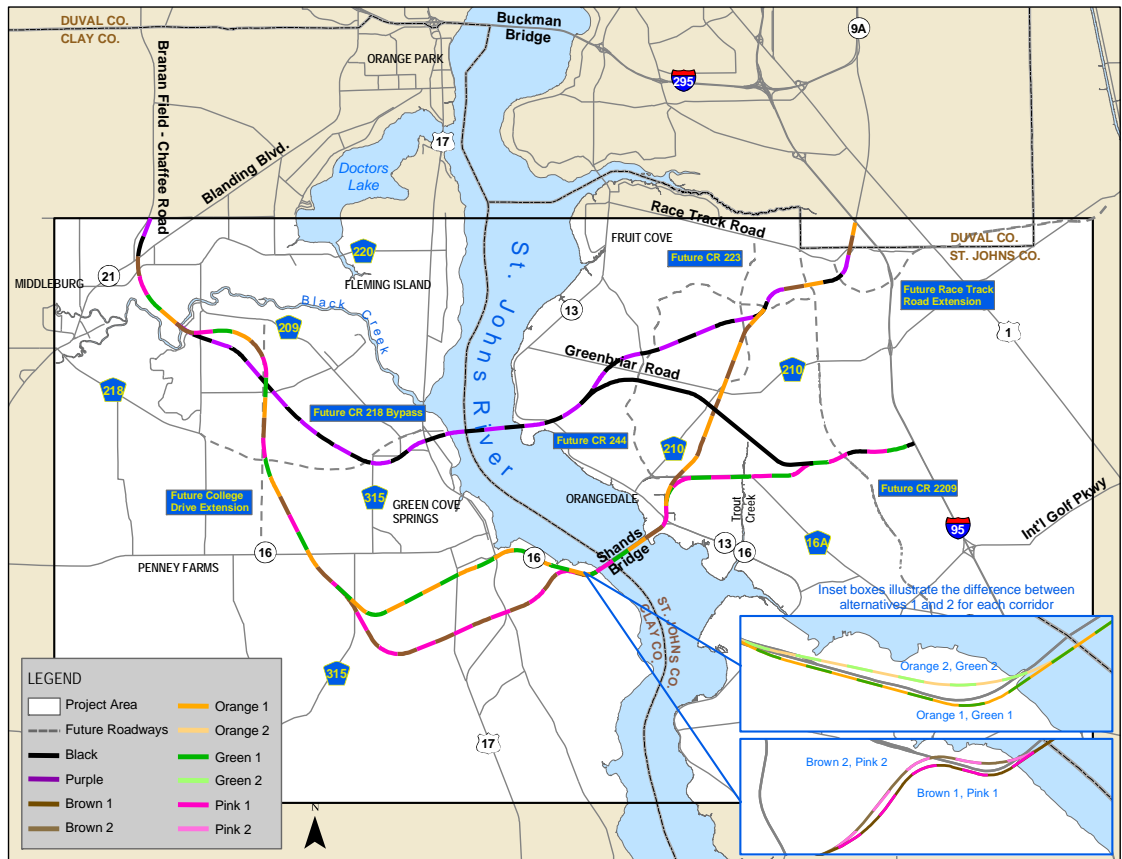 DUVAL CO.
CLAY CO.
Buckman
Bridge
9A
ORANGE PARK
295
17
Branan Field - Chaffee Road
Blanding Blvd.
Doctors
Lake
Race Track Road
FRUIT COVE
Future CR 223
DUVAL CO.
ST. JOHNS CO.
220
21
MIDDLEBURG
FLEMING ISLAND
St. Johns River
Future Race Track
Road Extension
Black Creek
13
209
1
Greenbriar Road
210
218
Future CR 218 Bypass
Future CR 244
210
Future College
Drive Extension
315
GREEN COVE
SPRINGS
ORANGEDALE
Trout
Creek
Future CR 2209
Int'l Golf Pkwy
95
16
PENNEY FARMS
16
Shands
Bridge
13
16
16A
ST. JOHNS CO.
CLAY CO.
Inset boxes illustrate the difference between
alternatives 1 and 2 for each corridor
Orange 2, Green 2
Orange 1, Green 1
Brown 2, Pink 2
Brown 1, Pink 1
315
17
LEGEND
Project Area
Future Roadways
Black
Purple
Brown 1
Brown 2
Orange 1
Orange 2
Green 1
Green 2
Pink 1
Pink 2
N